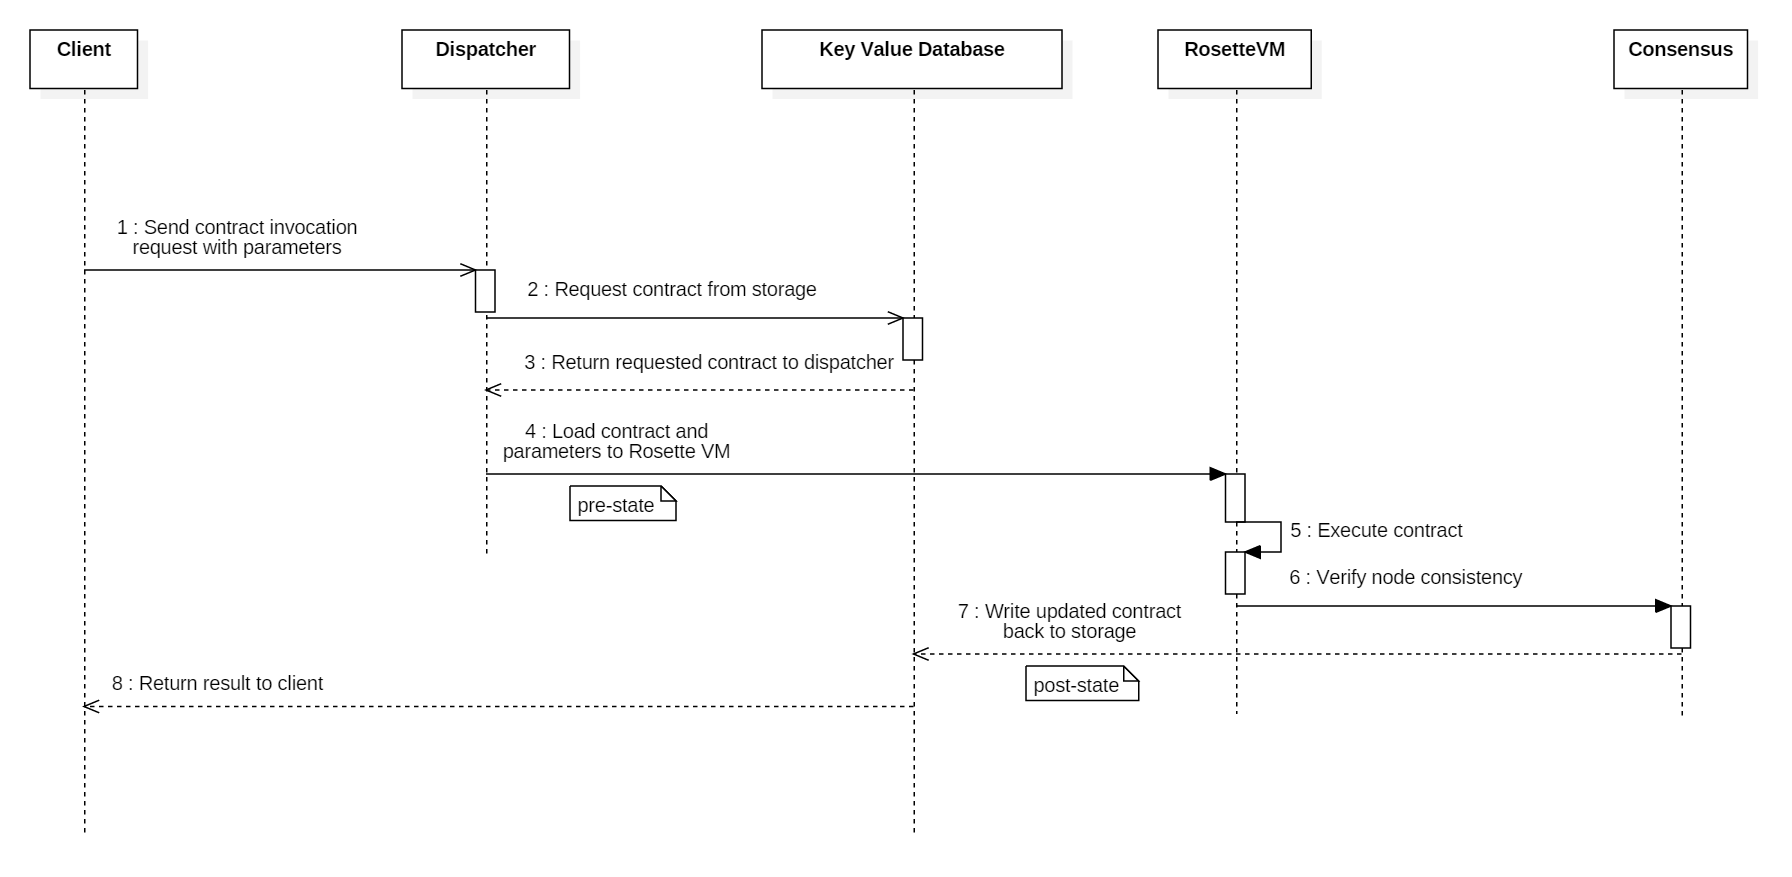 Client
Dispatcher
Key Value Database
RosetteVM
Consensus
1 : Send contract invocation
request with parameters
2 : Request contract from storage
3 : Return requested contract to dispatcher
4 : Load contract and
parameters to Rosette VM
pre-state
5 : Execute contract
6 : Verify node consistency
7 : Write updated contract
back to storage
post-state
8 : Return result to client